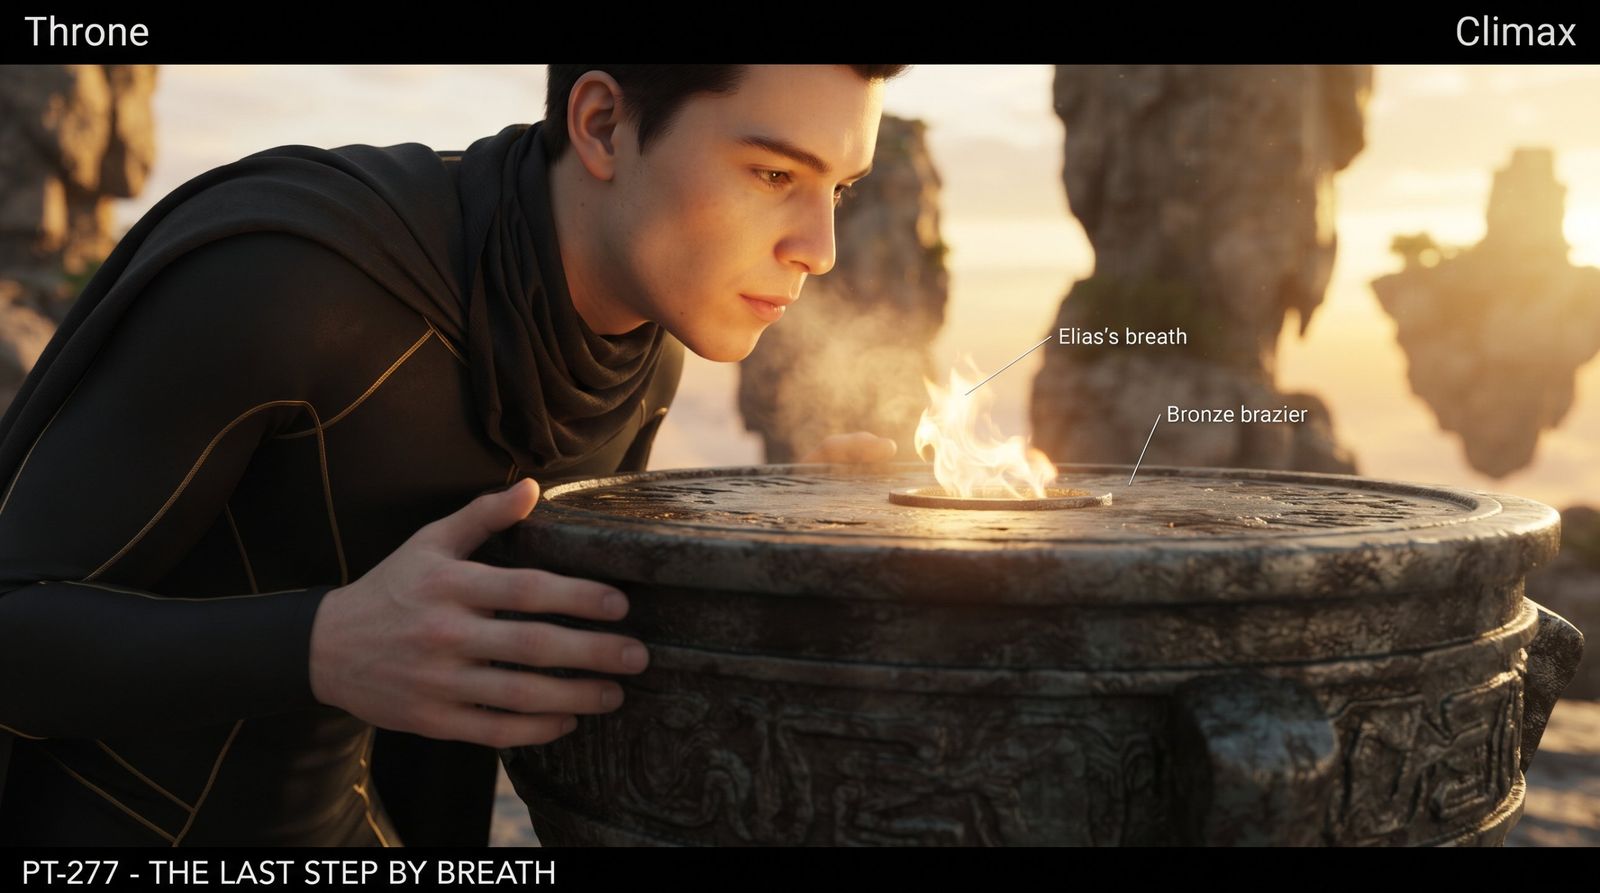 Throne
Climax
Elias's breath
Bronze brazier
PT-277 - THE LAST STEP BY BREATH